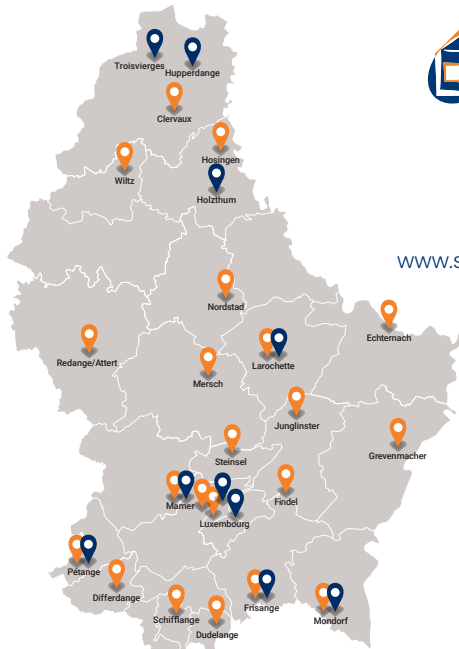 Troisvierges
Hupperdange
Clervaux
Hosingen
Wiltz
Holzthum
www.s
Nordstad
Echternach
Redange/Attert
Larochette
Mersch
Junglinster
Grevenmacher
Steinsel
Findel
Mamer
Luxembourg
Pétange
Differdange
Schifflange
Frisange
Mondorf
Dudelange